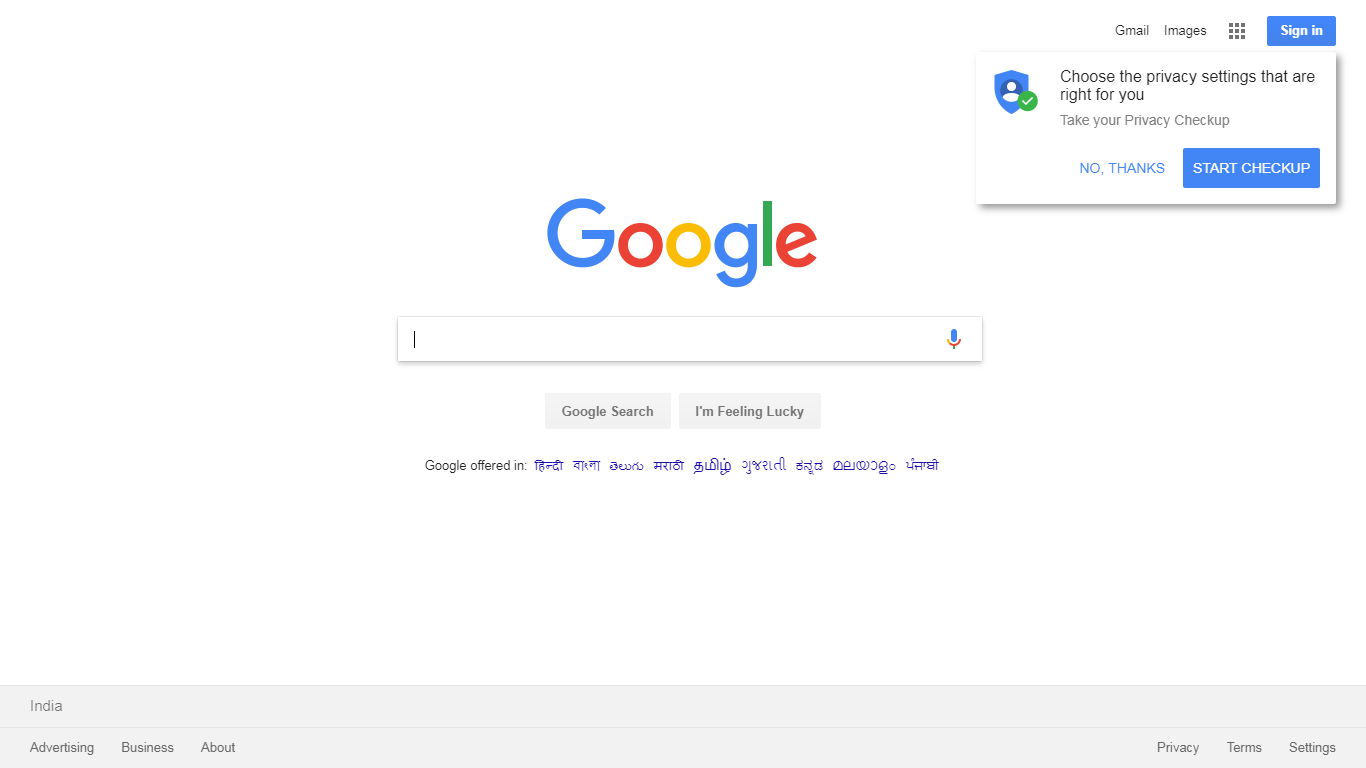 Gmail Images Sign in
Choose the privacy settings that are
right for you
Take your Privacy Checkup
NO, THANKS START CHECKUP
Google
Google Search I'm Feeling Lucky
Google offered in: हिन्दी বাংলা తెలుగు मराठी தமிழ் ગુજરાતી ಕನ್ನಡ മലയാളം ਪੰਜਾਬੀ
India
Advertising Business About Privacy Terms Settings